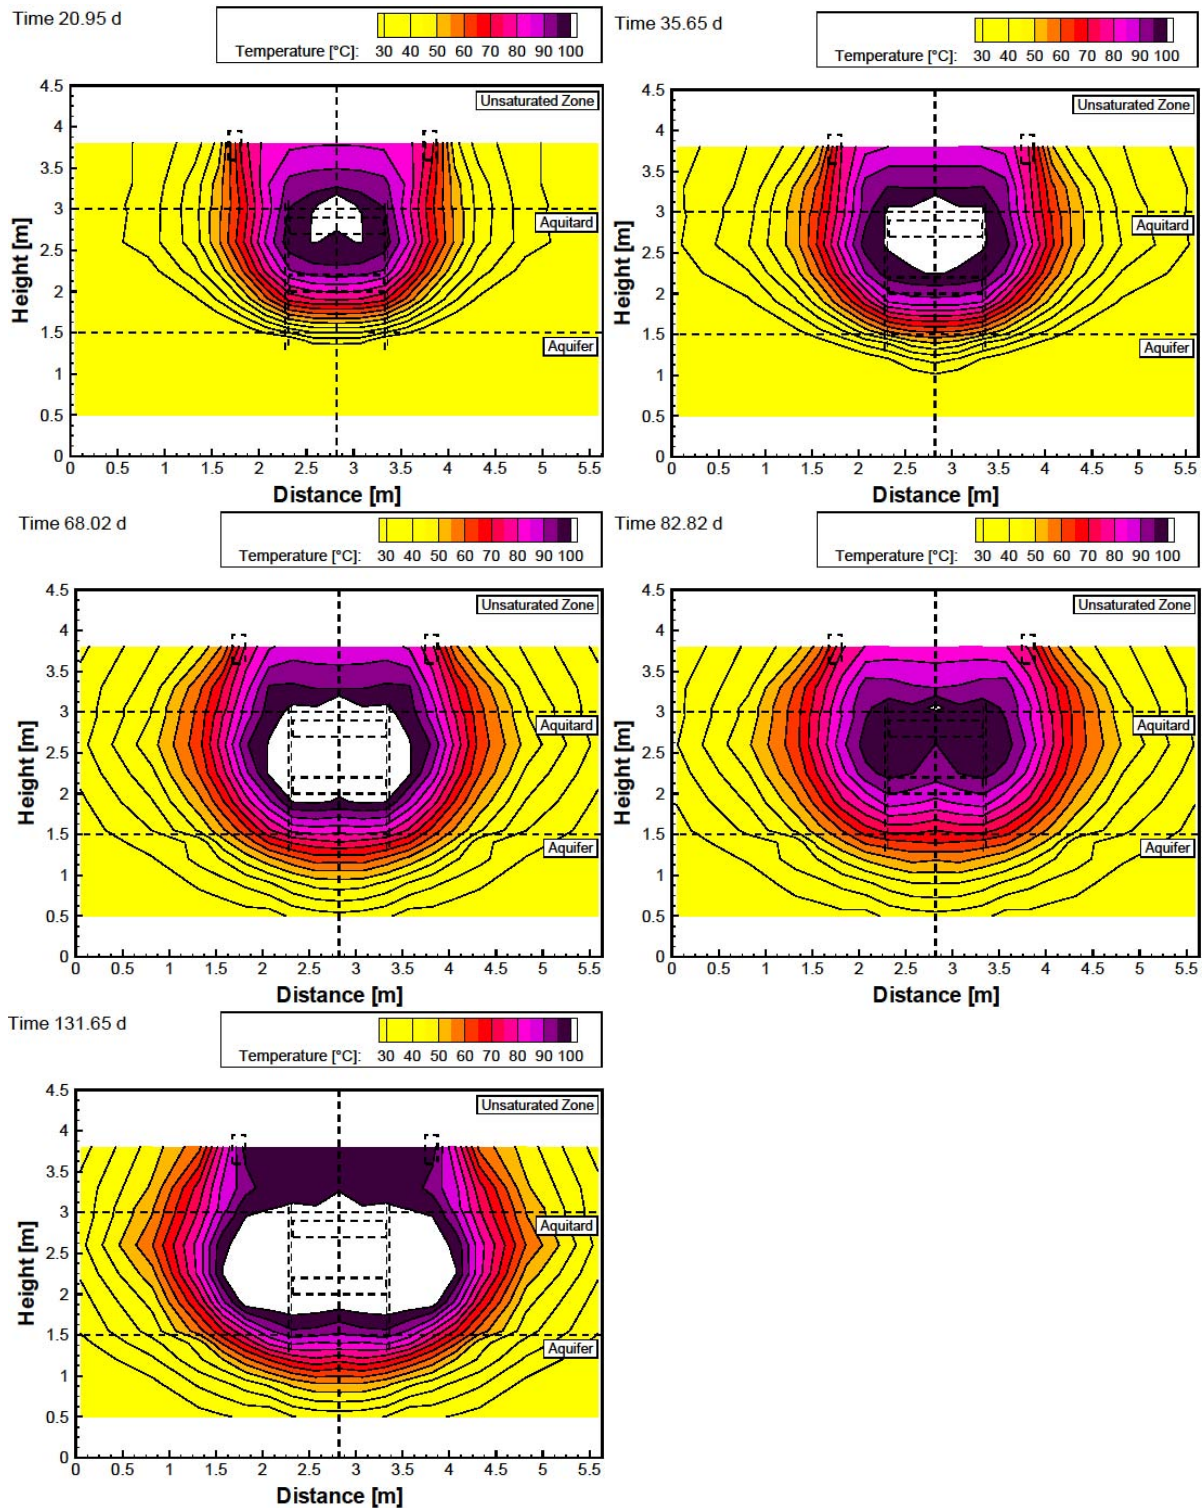 Time 20.95 d
Temperature [°C]: 30 40 50 60 70 80 90 100
4.5
4
3.5
3
2.5
2
1.5
1
0.5
0
Height [m]
Unsaturated Zone
Aquitard
Aquifer
0 0.5 1 1.5 2 2.5 3 3.5 4 4.5 5 5.5
Distance [m]
Time 35.65 d
Temperature [°C]: 30 40 50 60 70 80 90 100
4.5
4
3.5
3
2.5
2
1.5
1
0.5
0
Height [m]
Unsaturated Zone
Aquitard
Aquifer
0 0.5 1 1.5 2 2.5 3 3.5 4 4.5 5 5.5
Distance [m]
Time 68.02 d
Temperature [°C]: 30 40 50 60 70 80 90 100
4.5
4
3.5
3
2.5
2
1.5
1
0.5
0
Height [m]
Unsaturated Zone
Aquitard
Aquifer
0 0.5 1 1.5 2 2.5 3 3.5 4 4.5 5 5.5
Distance [m]
Time 82.82 d
Temperature [°C]: 30 40 50 60 70 80 90 100
4.5
4
3.5
3
2.5
2
1.5
1
0.5
0
Height [m]
Unsaturated Zone
Aquitard
Aquifer
0 0.5 1 1.5 2 2.5 3 3.5 4 4.5 5 5.5
Distance [m]
Time 131.65 d
Temperature [°C]: 30 40 50 60 70 80 90 100
4.5
4
3.5
3
2.5
2
1.5
1
0.5
0
Height [m]
Unsaturated Zone
Aquitard
Aquifer
0 0.5 1 1.5 2 2.5 3 3.5 4 4.5 5 5.5
Distance [m]